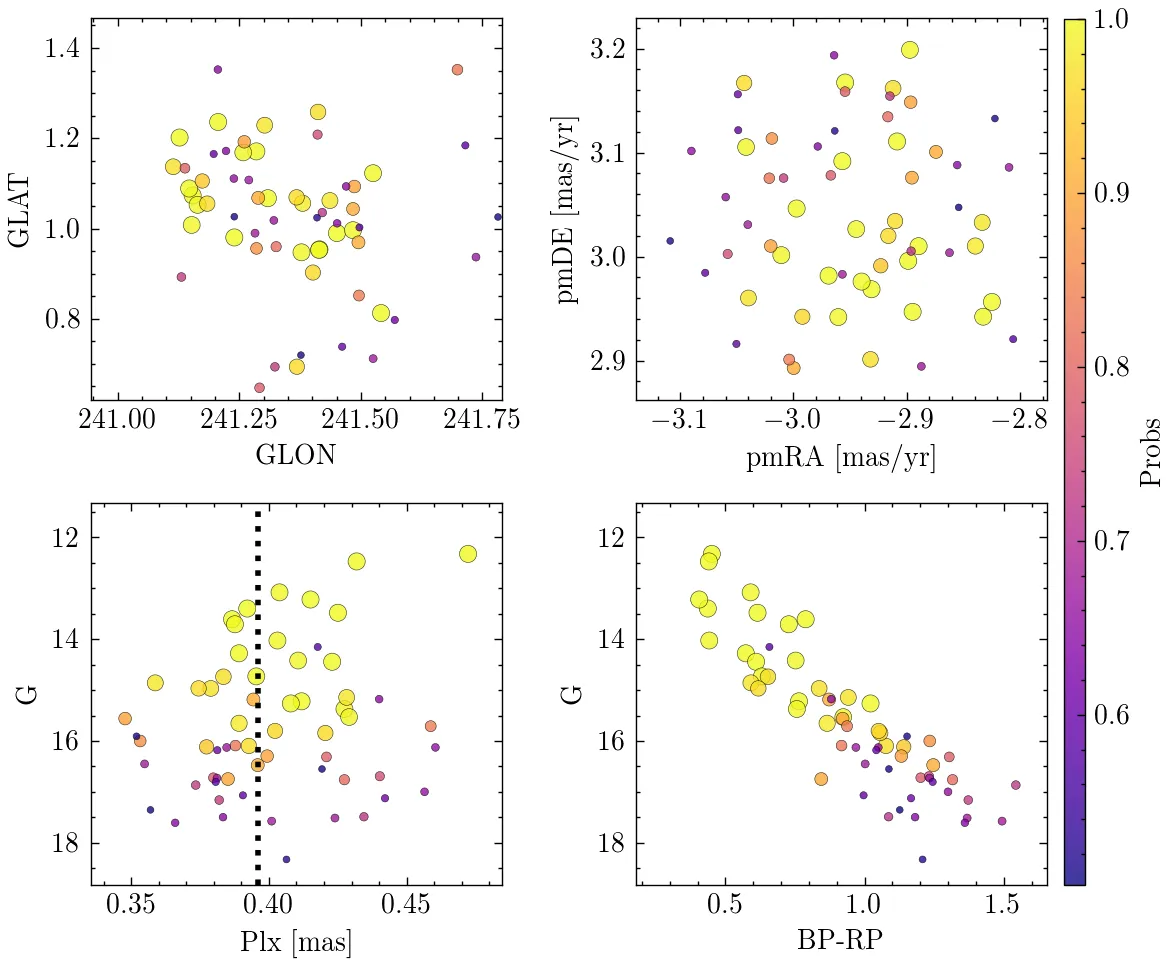 1.4
1.2
1.0
0.8
GLAT
241.00 241.25 241.50 241.75
GLON
3.2
3.1
3.0
2.9
pmDE [mas/yr]
−3.1 −3.0 −2.9 −2.8
pmRA [mas/yr]
12
14
16
18
G
0.35 0.40 0.45
Plx [mas]
12
14
16
18
G
0.5 1.0 1.5
BP-RP
1.0
0.9
0.8
0.7
0.6
Probs